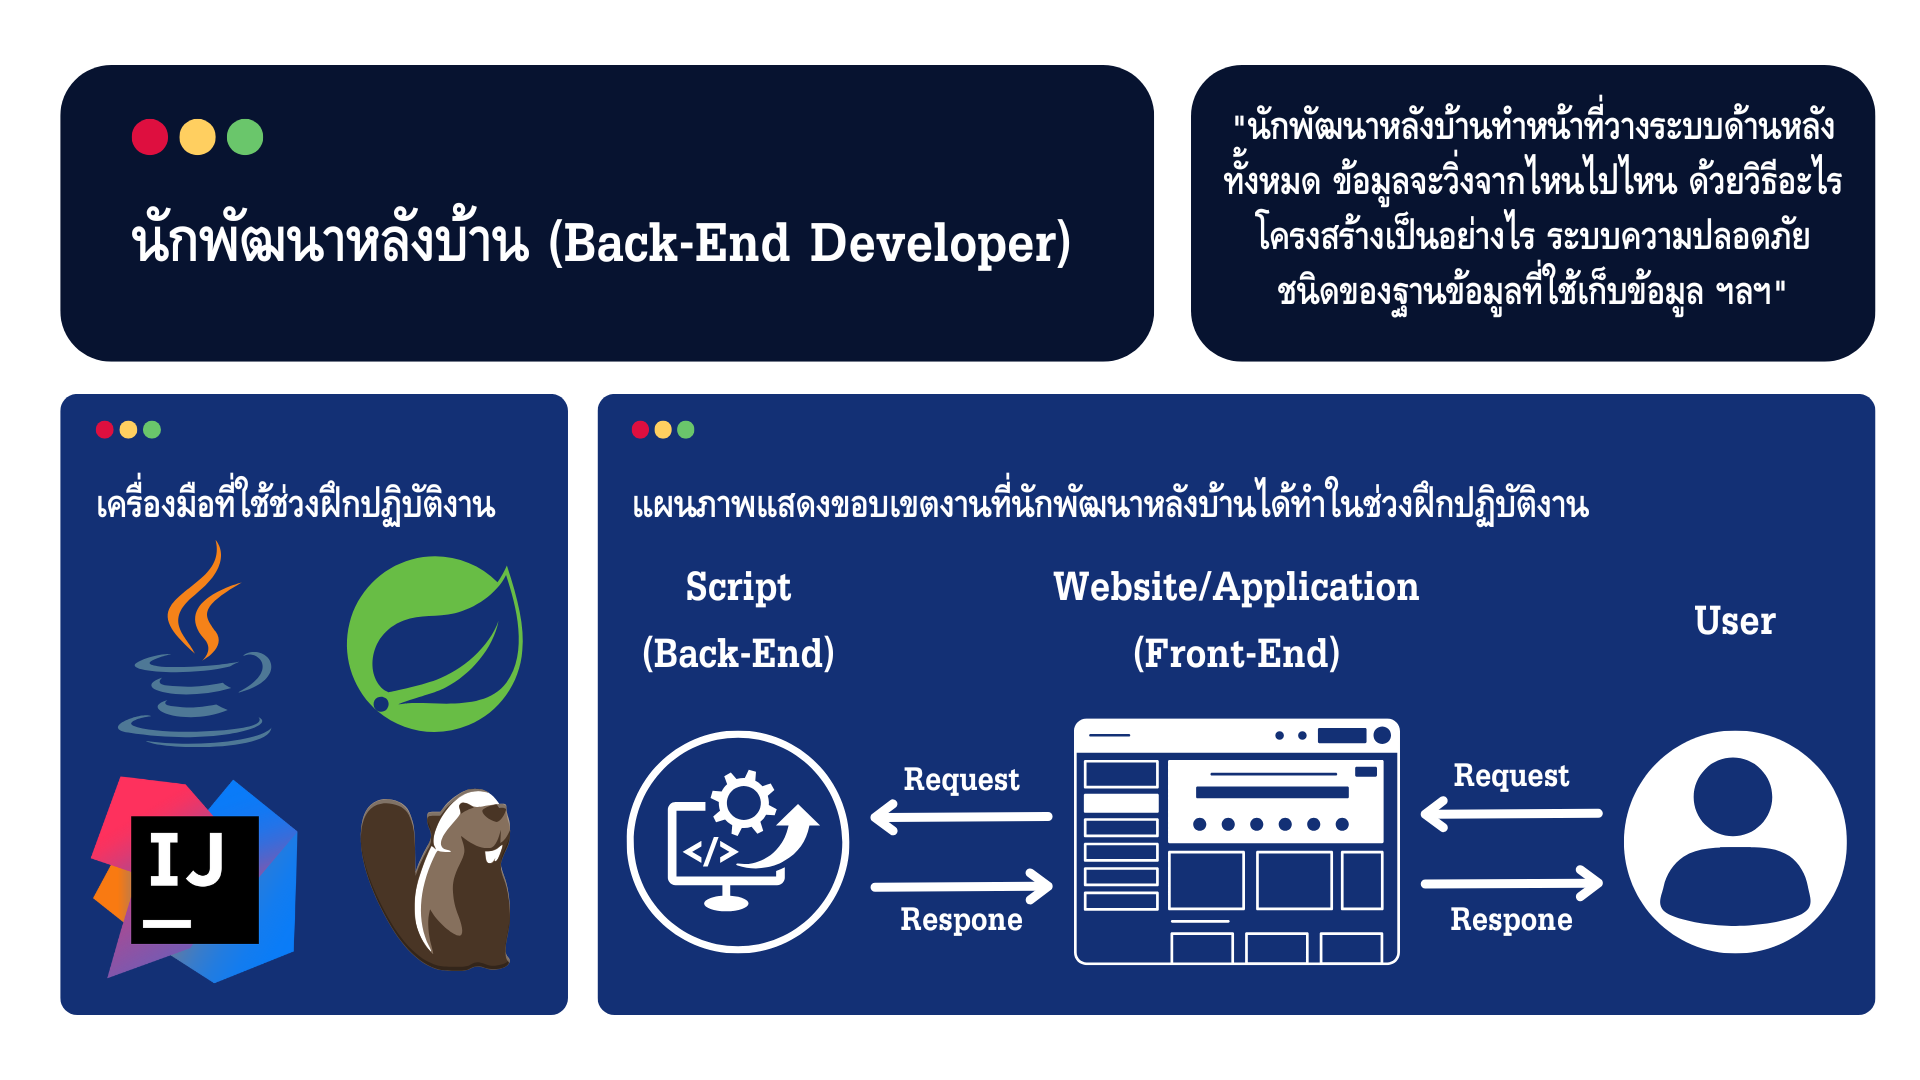 นักพัฒนาหลังบ้าน (Back-End Developer)
"นักพัฒนาหลังบ้านทำหน้าที่วางระบบด้านหลัง
ทั้งหมด ข้อมูลจะวิ่งจากไหนไปไหน ด้วยวิธีอะไร
โครงสร้างเป็นอย่างไร ระบบความปลอดภัย
ชนิดของฐานข้อมูลที่ใช้เก็บข้อมูล ฯลฯ"
เครื่องมือที่ใช้ช่วงฝึกปฏิบัติงาน
IJ
แผนภาพแสดงขอบเขตงานที่นักพัฒนาหลังบ้านได้ทำในช่วงฝึกปฏิบัติงาน
Script
(Back-End)
Website/Application
(Front-End)
User
</>
Request
Respone
Request
Respone